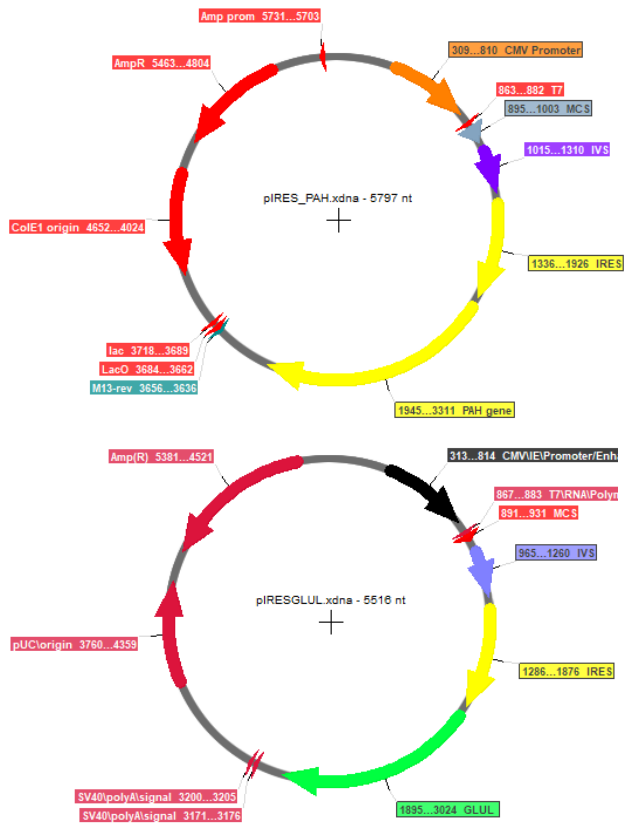 Amp prom 5731...5703
309...810 CMV Promoter
AmpR 5463...4804
863...882 T7
895...1003 MCS
1015...1310 IVS
pIRES_PAH.xdna - 5797 nt
ColE1 origin 4652...4024
1336...1926 IRES
lac 3718...3689
LacO 3684...3662
M13-rev 3656...3636
1945...3311 PAH gene
Amp(R) 5381...4521
313...814 CMV\IE\Promoter/Enha
867...883 T7\RNA\Polyn
891...931 MCS
965...1260 IVS
pIRESGLUL.xdna - 5516 nt
pUC\origin 3760...4359
1286...1876 IRES
SV40\polyA\signal 3200...3205
SV40\polyA\signal 3171...3176
1895...3024 GLUL